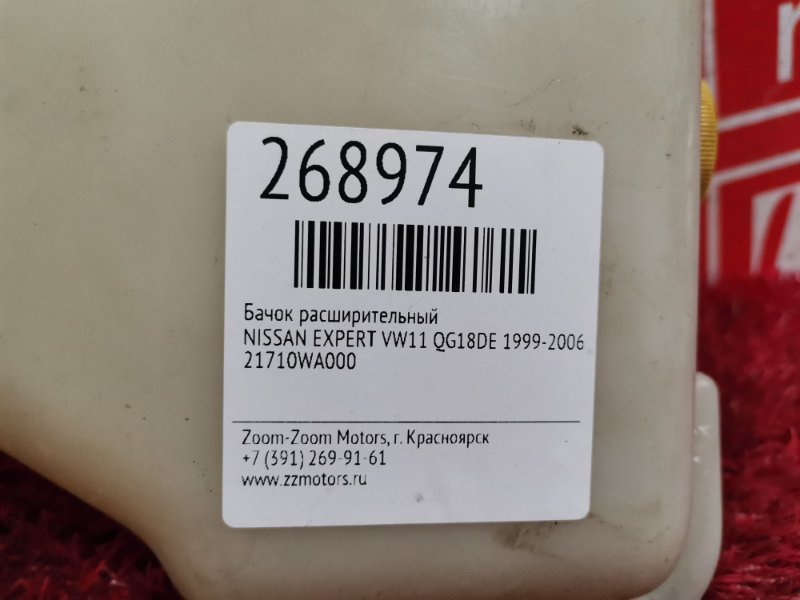 268974
Бачок расширительный
NISSAN EXPERT VW11 QG18DE 1999-2006
21710WA000
Zoom-Zoom Motors, г. Красноярск
+7 (391) 269-91-61
www.zzmotors.ru